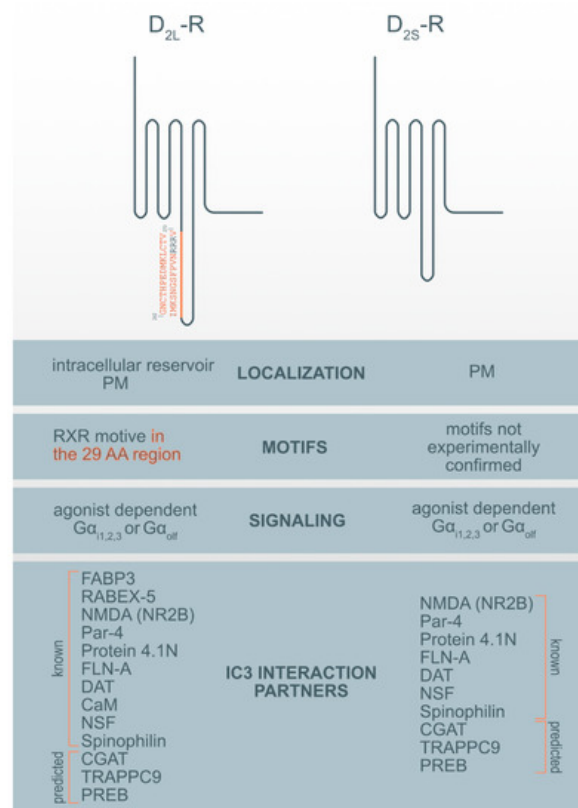 D2L-R
D2S-R
GNCTHPEDMKLCTV
IMKSNGSFPVNRRRV
intracellular reservoir
PM
LOCALIZATION
PM
RXR motive in
the 29 AA region
MOTIFS
motifs not
experimentally
confirmed
agonist dependent
Gαi1,2,3 or Gαolf
SIGNALING
agonist dependent
Gαi1,2,3 or Gαolf
known
FABP3
RABEX-5
NMDA (NR2B)
Par-4
Protein 4.1N
FLN-A
DAT
CaM
NSF
Spinophilin
predicted
CGAT
TRAPPC9
PREB
IC3 INTERACTION
PARTNERS
NMDA (NR2B)
Par-4
Protein 4.1N
FLN-A
DAT
NSF
Spinophilin
known
CGAT
TRAPPC9
PREB
predicted